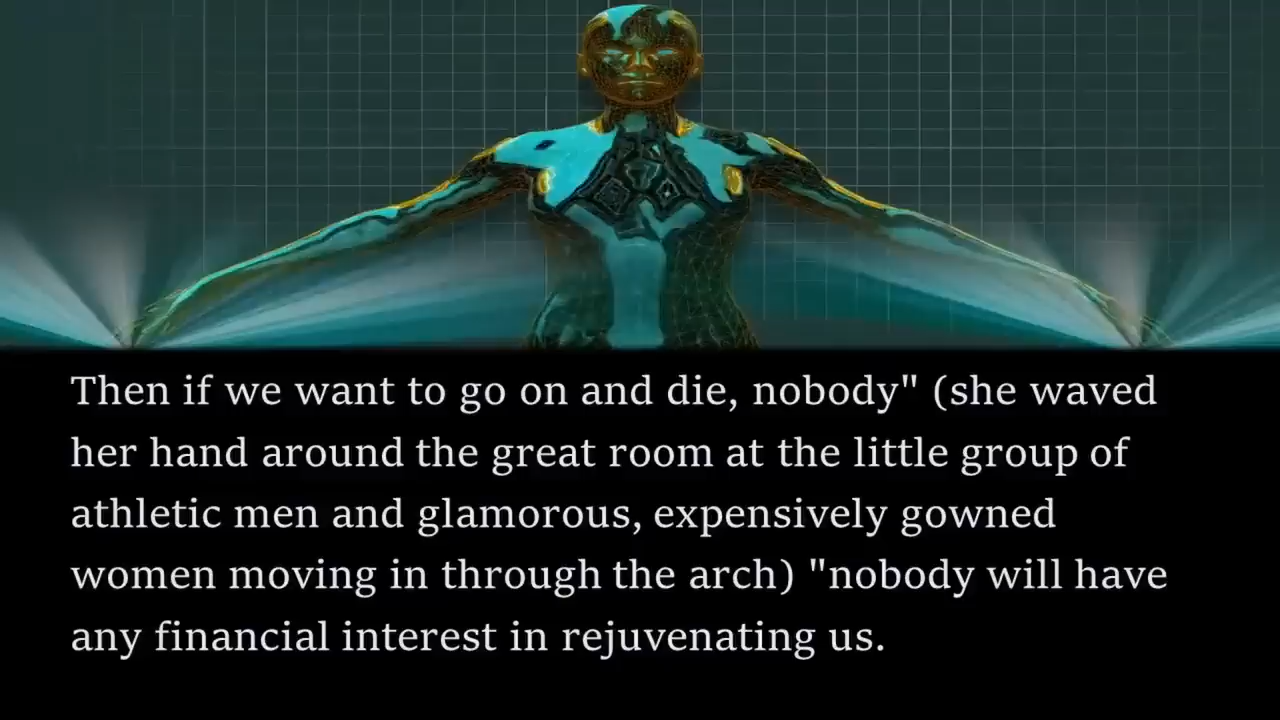 Then if we want to go on and die, nobody" (she waved
her hand around the great room at the little group of
athletic men and glamorous, expensively gowned
women moving in through the arch) "nobody will have
any financial interest in rejuvenating us.